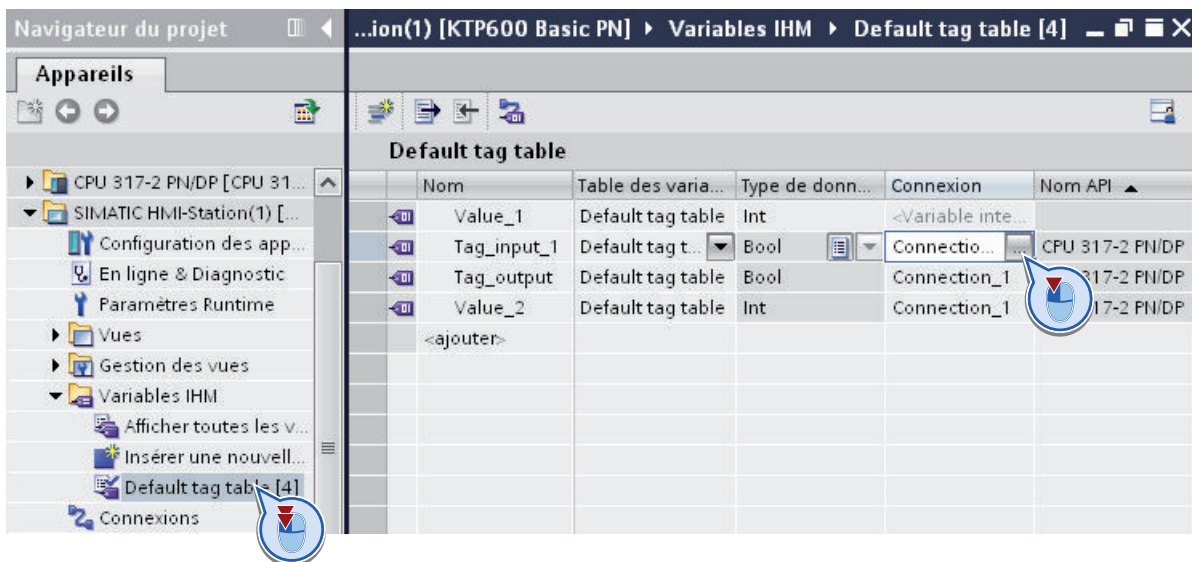 Navigateur du projet
...ion(1) [KTP600 Basic PN] Variables IHM Default tag table [4]
Appareils
Default tag table
CPU 317-2 PN/DP [CPU 31...
SIMATIC HMI-Station(1) [...
Configuration des app...
En ligne & Diagnostic
Paramètres Runtime
Vues
Gestion des vues
Variables IHM
Afficher toutes les v...
Insérer une nouvell...
Default tag table [4]
Connexions
Nom Table des varia... Type de donn... Connexion Nom API
Value_1 Default tag table Int <Variable inte...
Tag_input_1 Default tag t... Bool Connectio... ... CPU 317-2 PN/DP
Tag_output Default tag table Bool Connection_1 317-2 PN/DP
Value_2 Default tag table Int Connection_1 17-2 PN/DP
<ajouter>